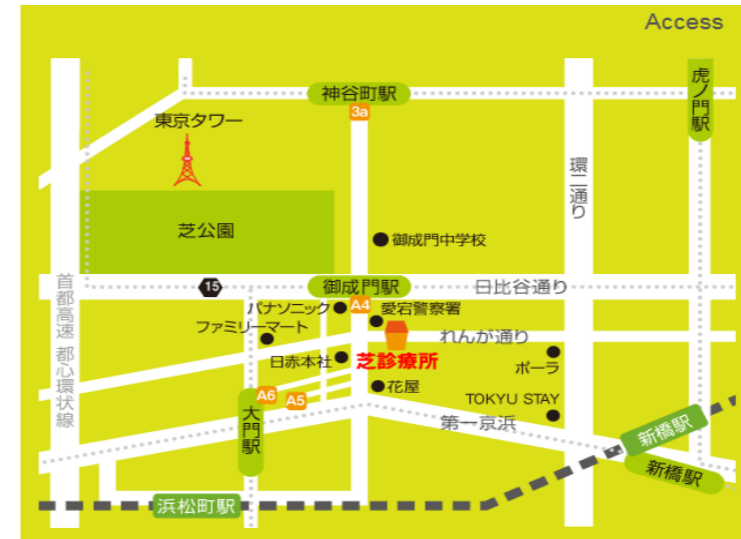 Access
神谷町駅
3a
虎ノ門駅
東京タワー
環二通り
芝公園
御成門中学校
首都高速 都心環状線
15
御成門駅
日比谷通り
パナソニック
A4
愛宕警察署
ファミリーマート
れんが通り
日赤本社
芝診療所
ポーラ
花屋
A6
A5
TOKYU STAY
大門駅
第一京浜
新橋駅
新橋駅
浜松町駅